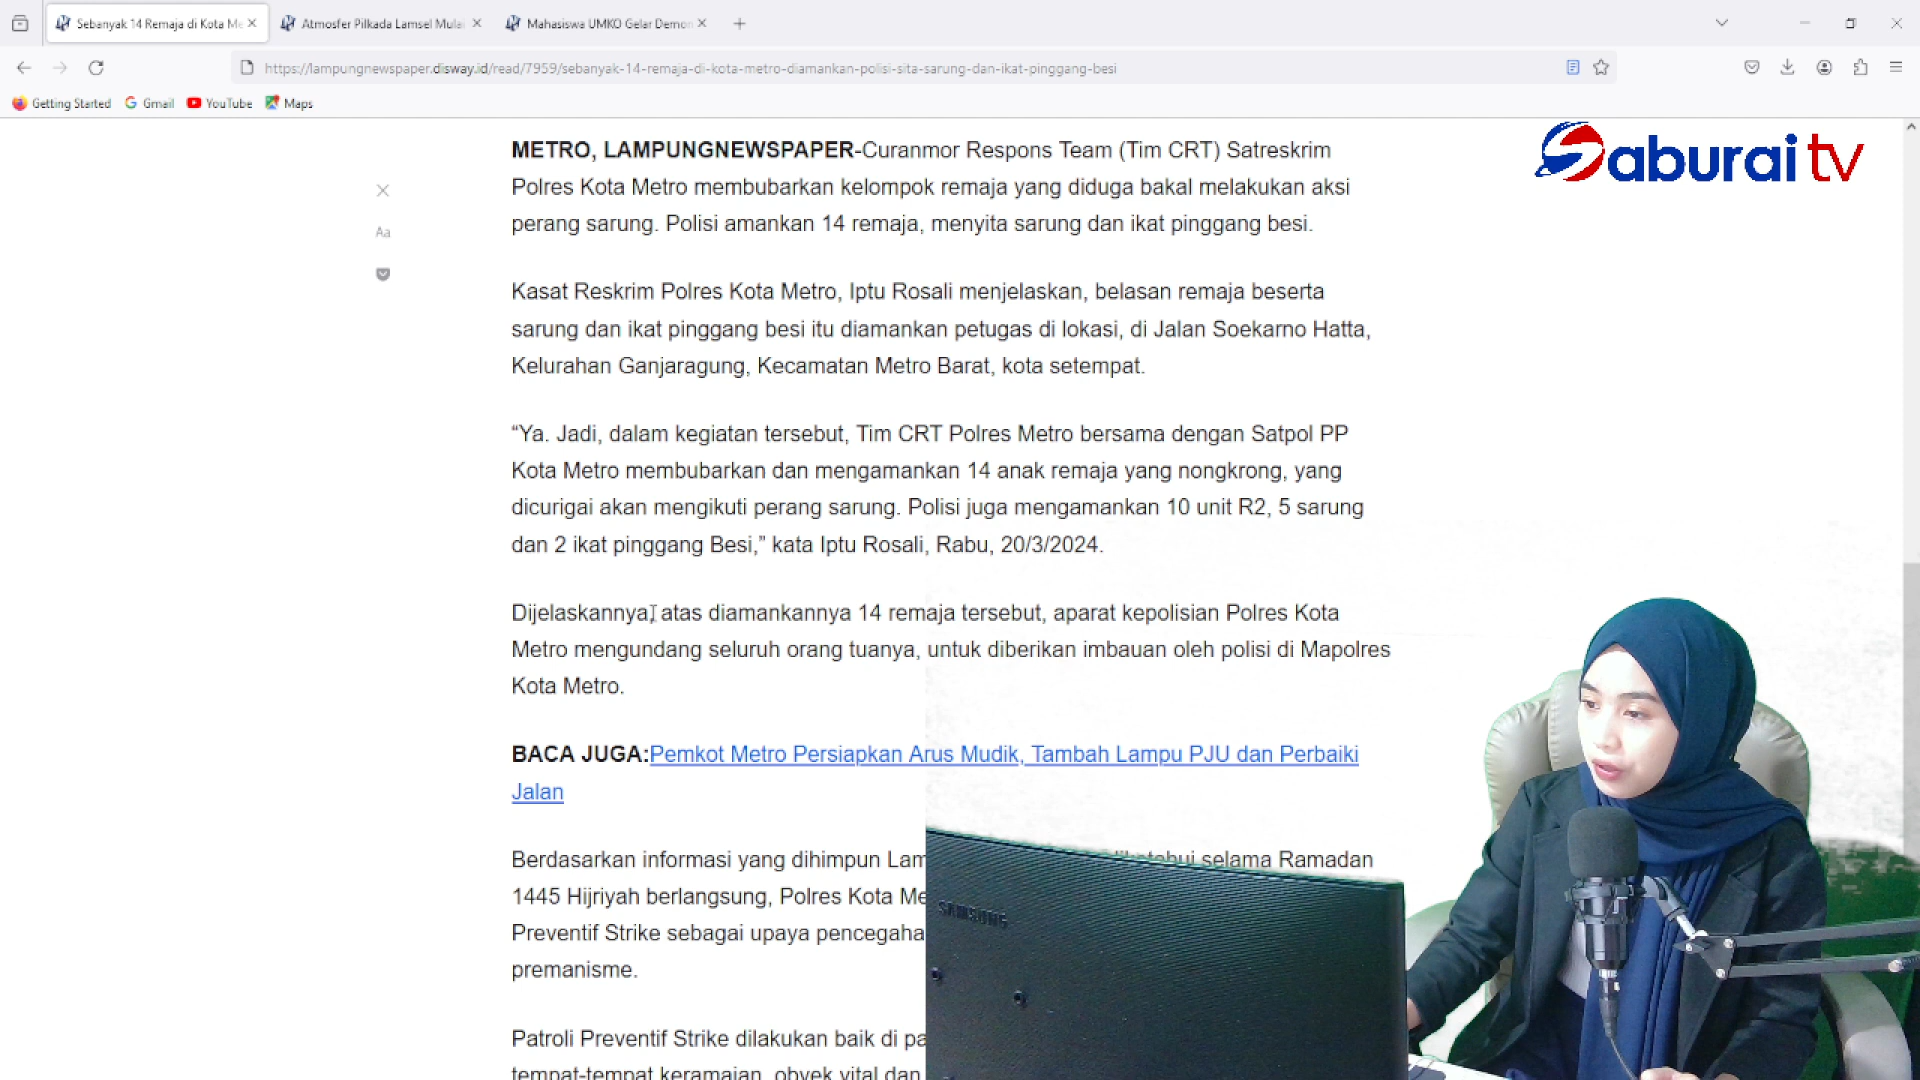 Sebanyak 14 Remaja di Kota Me
Atmosfer Pilkada Lamsel Mulai
Mahasiswa UMKO Gelar Demon
https://lampungnewspaper.disway.id/read/7959/sebanyak-14-remaja-di-kota-metro-diamankan-polisi-sita-sarung-dan-ikat-pinggang-besi
Getting Started Gmail YouTube Maps
Saburai tv
METRO, LAMPUNGNEWSPAPER-Curanmor Respons Team (Tim CRT) Satreskrim
Polres Kota Metro membubarkan kelompok remaja yang diduga bakal melakukan aksi
perang sarung. Polisi amankan 14 remaja, menyita sarung dan ikat pinggang besi.
Aa
Kasat Reskrim Polres Kota Metro, Iptu Rosali menjelaskan, belasan remaja beserta
sarung dan ikat pinggang besi itu diamankan petugas di lokasi, di Jalan Soekarno Hatta,
Kelurahan Ganjaragung, Kecamatan Metro Barat, kota setempat.
“Ya. Jadi, dalam kegiatan tersebut, Tim CRT Polres Metro bersama dengan Satpol PP
Kota Metro membubarkan dan mengamankan 14 anak remaja yang nongkrong, yang
dicurigai akan mengikuti perang sarung. Polisi juga mengamankan 10 unit R2, 5 sarung
dan 2 ikat pinggang Besi,” kata Iptu Rosali, Rabu, 20/3/2024.
Dijelaskannya, atas diamankannya 14 remaja tersebut, aparat kepolisian Polres Kota
Metro mengundang seluruh orang tuanya, untuk diberikan imbauan oleh polisi di Mapolres
Kota Metro.
BACA JUGA:Pemkot Metro Persiapkan Arus Mudik, Tambah Lampu PJU dan Perbaiki
Jalan
Berdasarkan informasi yang dihimpun Lam selama Ramadan
1445 Hijriyah berlangsung, Polres Kota Me
Preventif Strike sebagai upaya pencegaha
premanisme.
Patroli Preventif Strike dilakukan baik di pa
tempat-tempat keramaian, obyek vital dan
SAMSUNG